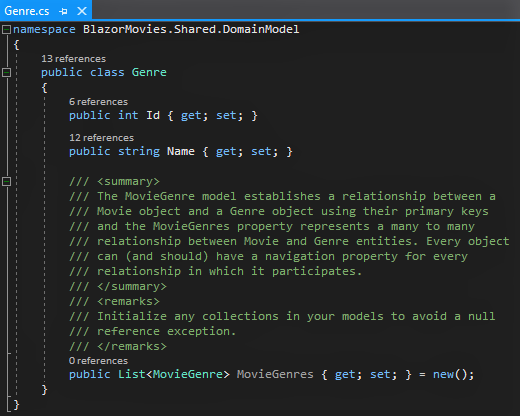 Genre.cs
namespace BlazorMovies.Shared.DomainModel
{
13 references
public class Genre
{
6 references
public int Id { get; set; }
12 references
public string Name { get; set; }
/// <summary>
/// The MovieGenre model establishes a relationship between a
/// Movie object and a Genre object using their primary keys
/// and the MovieGenres property represents a many to many
/// relationship between Movie and Genre entities. Every object
/// can (and should) have a navigation property for every
/// relationship in which it participates.
/// </summary>
/// <remarks>
/// Initialize any collections in your models to avoid a null
/// reference exception.
/// </remarks>
0 references
public List<MovieGenre> MovieGenres { get; set; } = new();
}
}